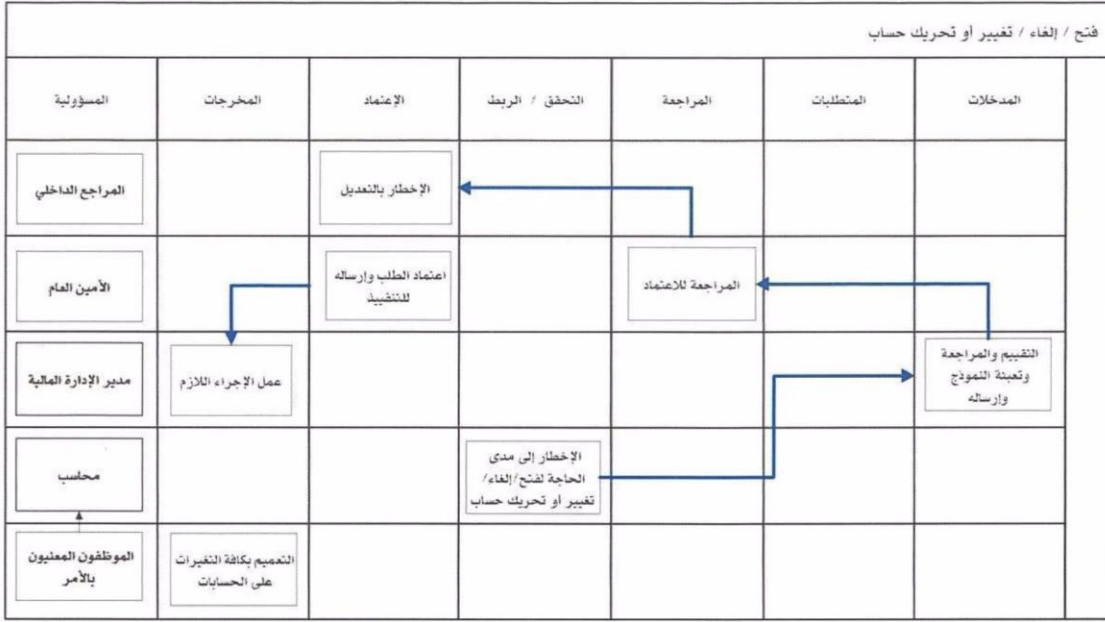 فتح / إلغاء / تغيير أو تحريك حساب
المدخلات
المتطلبات
المراجعة
التحقق / الربط
الإعتماد
المخرجات
المسؤولية
الإخطار بالتعديل
المراجع الداخلي
المراجعة للاعتماد
اعتماد الطلب وإرساله
للتنفييذ
الأمين العام
التقييم والمراجعة
وتعبئة النموذج
وإرساله
عمل الإجراء اللازم
مدير الإدارة المالية
الإخطار إلى مدى
الحاجة لفتح/إلغاء/
تغيير أو تحريك حساب
محاسب
التعميم بكافة التغيرات
على الحسابات
الموظفون المعنيون
بالأمر